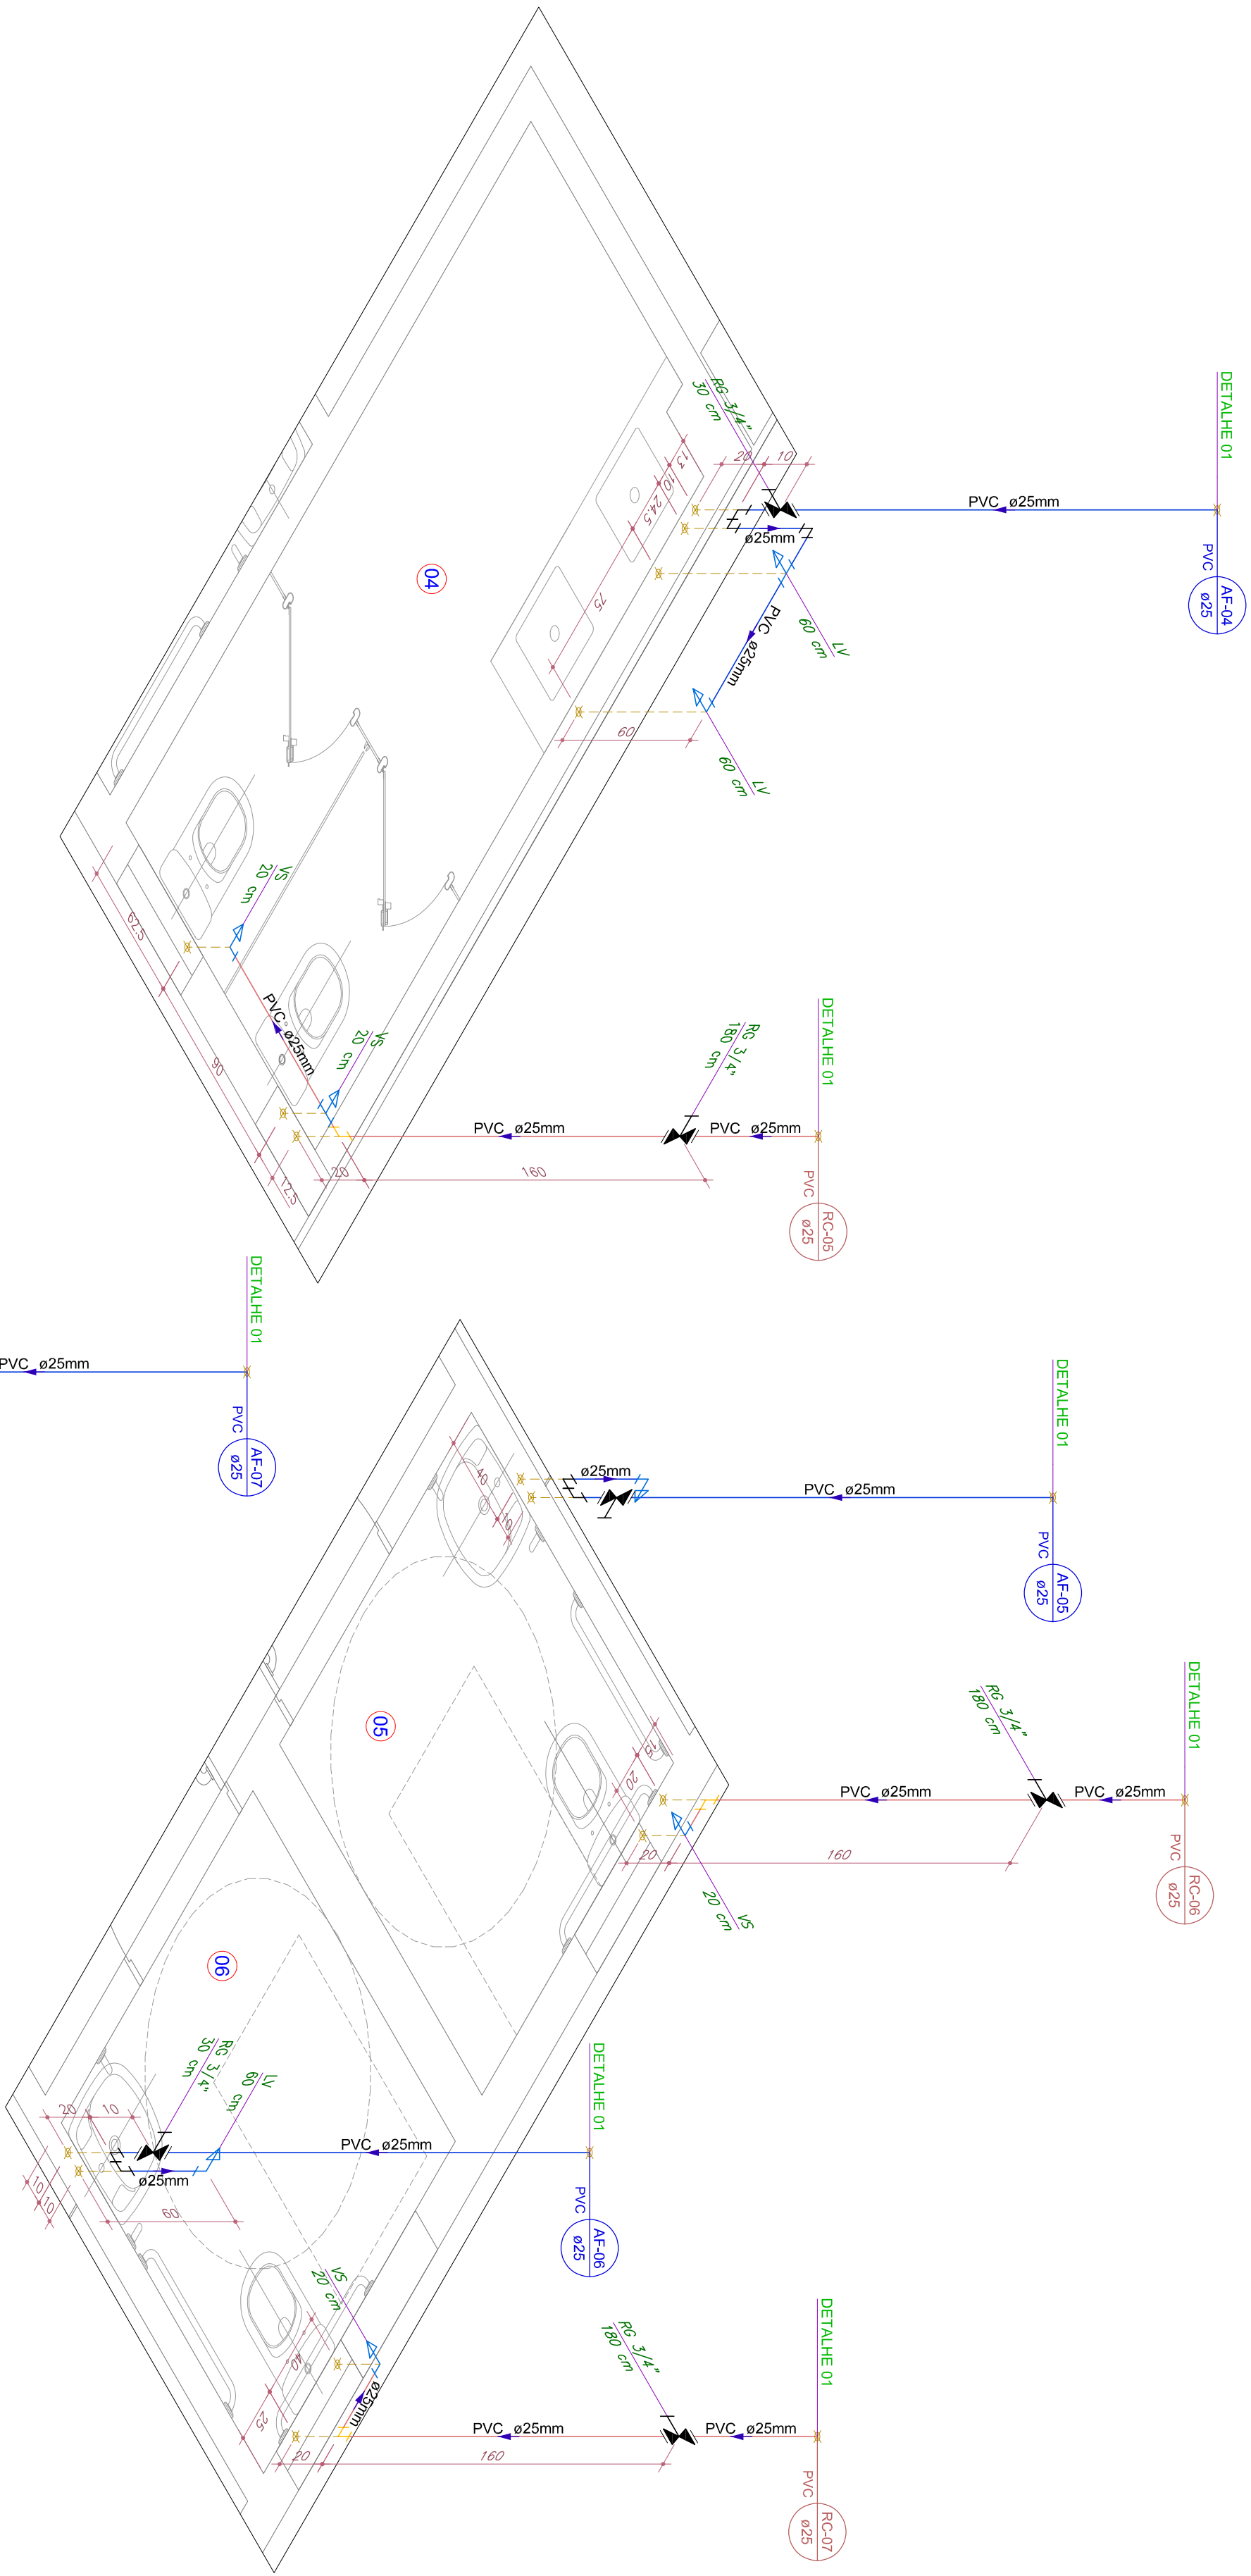 DETALHE 01
PVC ø25mm
AF-04
ø25
PVC
RG 3/4"
30 cm
20
10
13
10
24.5
75
ø25mm
LV
60 cm
PVC ø25mm
LV
60 cm
60
04
DETALHE 01
RC-05
ø25
PVC
PVC ø25mm
RG 3/4"
180 cm
PVC ø25mm
160
20
VS
20 cm
VS
20 cm
PVC ø25mm
62.5
90
12.5
DETALHE 01
AF-07
ø25
PVC
PVC ø25mm
DETALHE 01
AF-05
ø25
PVC
PVC ø25mm
ø25mm
40
10
05
DETALHE 01
RC-06
ø25
PVC
PVC ø25mm
RG 3/4"
180 cm
PVC ø25mm
160
20
15
20
VS
20 cm
06
DETALHE 01
AF-06
ø25
PVC
PVC ø25mm
RG 3/4"
30 cm
LV
60 cm
20
10
ø25mm
10
10
60
DETALHE 01
RC-07
ø25
PVC
PVC ø25mm
RG 3/4"
180 cm
PVC ø25mm
160
20
VS
20 cm
ø25mm
40
25